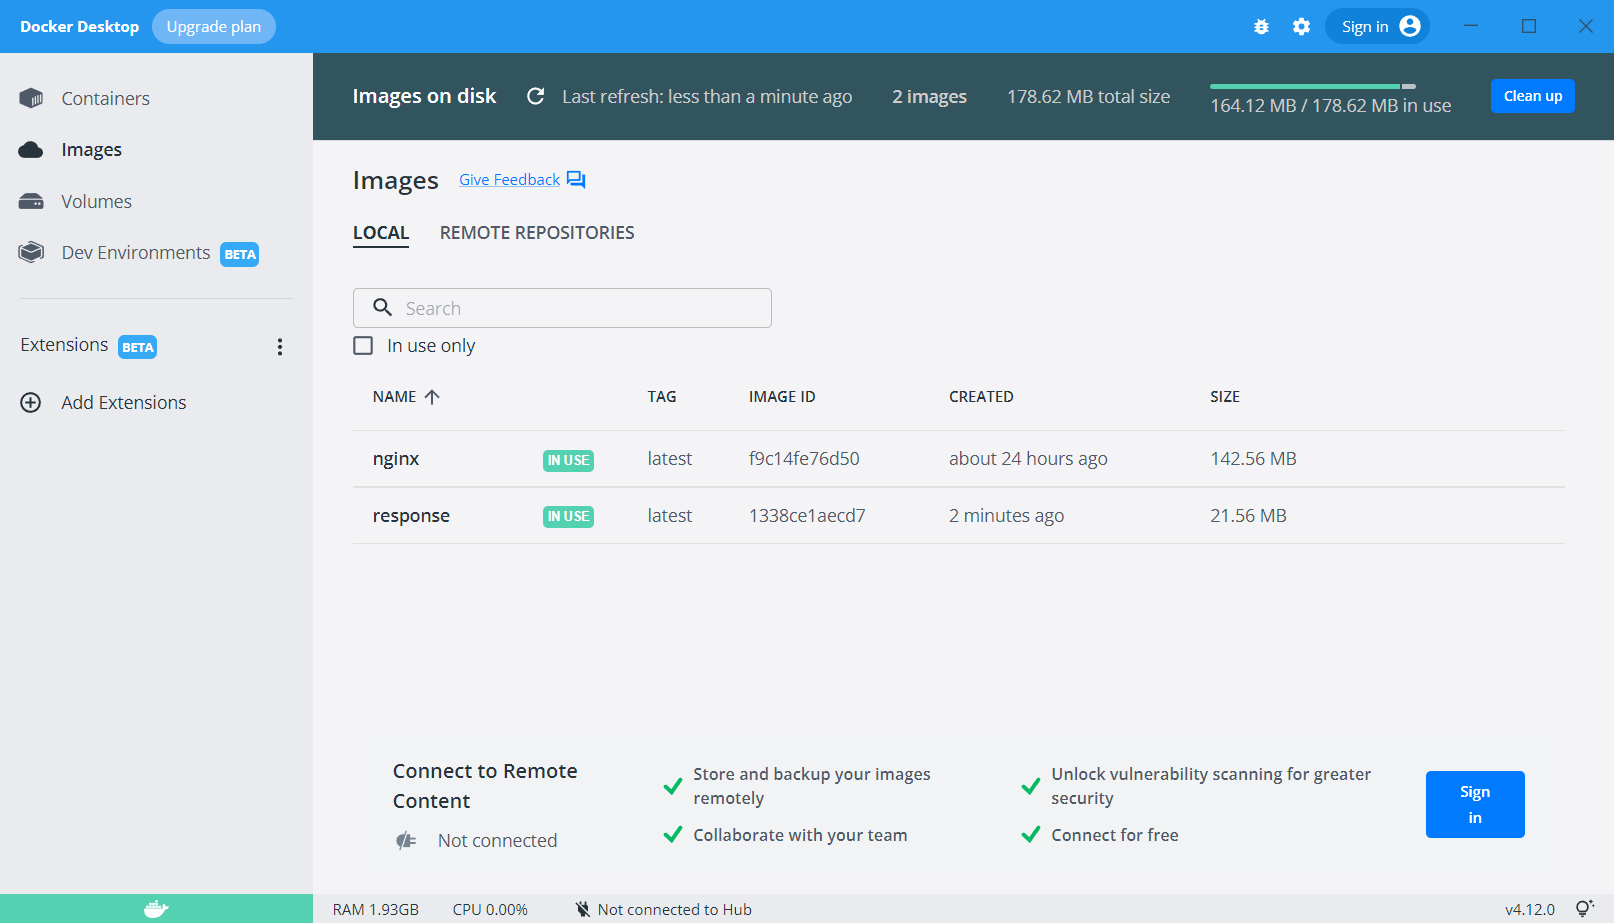 Docker Desktop Upgrade plan Sign in
Containers
Images
Volumes
Dev Environments BETA
Extensions BETA
Add Extensions
Images on disk Last refresh: less than a minute ago 2 images 178.62 MB total size 164.12 MB / 178.62 MB in use Clean up
Images Give Feedback
LOCAL REMOTE REPOSITORIES
Search
In use only
NAME TAG IMAGE ID CREATED SIZE
nginx IN USE latest f9c14fe76d50 about 24 hours ago 142.56 MB
response IN USE latest 1338ce1aecd7 2 minutes ago 21.56 MB
Connect to Remote
Content
Not connected
Store and backup your images
remotely
Collaborate with your team
Unlock vulnerability scanning for greater
security
Connect for free
Sign
in
RAM 1.93GB CPU 0.00% Not connected to Hub v4.12.0